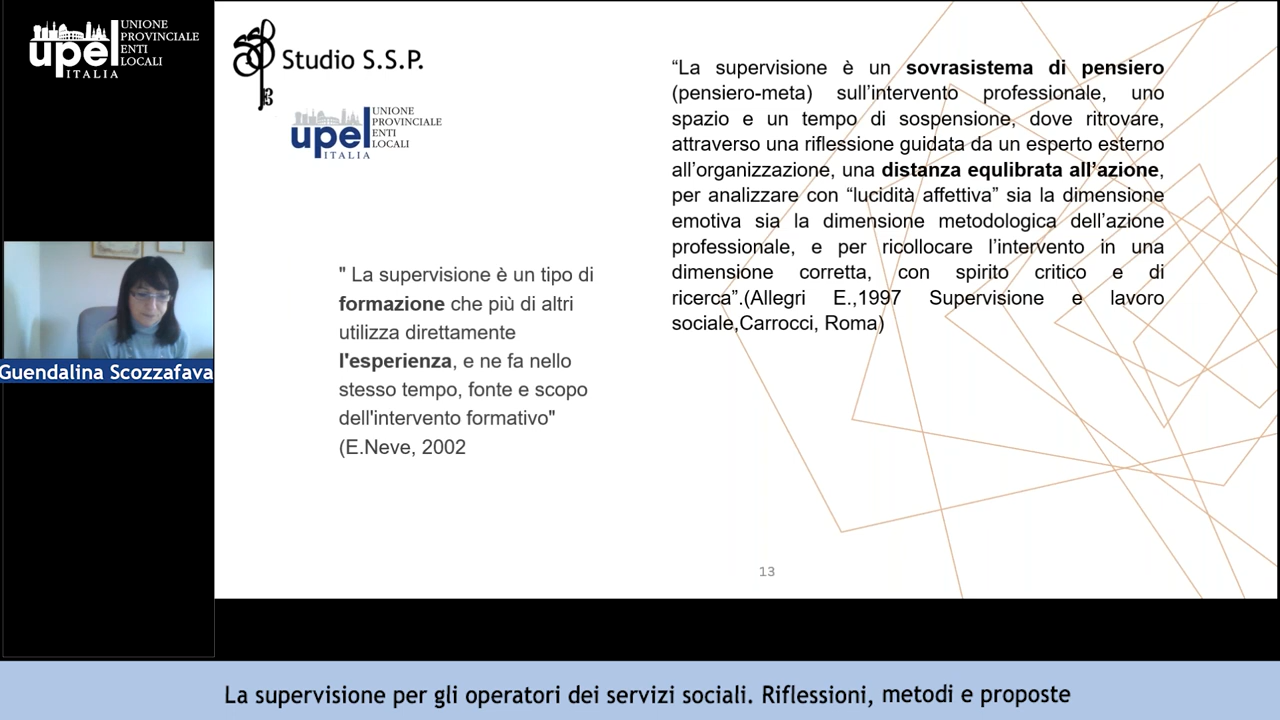 upel
ITALIA
UNIONE
PROVINCIALE
ENTI
LOCALI
Guendalina Scozzafava
Studio S.S.P.
upel
ITALIA
UNIONE
PROVINCIALE
ENTI
LOCALI
" La supervisione è un tipo di
formazione che più di altri
utilizza direttamente
l'esperienza, e ne fa nello
stesso tempo, fonte e scopo
dell'intervento formativo"
(E.Neve, 2002
“La supervisione è un sovrasistema di pensiero
(pensiero-meta) sull’intervento professionale, uno
spazio e un tempo di sospensione, dove ritrovare,
attraverso una riflessione guidata da un esperto esterno
all’organizzazione, una distanza equlibrata all’azione,
per analizzare con “lucidità affettiva” sia la dimensione
emotiva sia la dimensione metodologica dell’azione
professionale, e per ricollocare l’intervento in una
dimensione corretta, con spirito critico e di
ricerca”.(Allegri E.,1997 Supervisione e lavoro
sociale,Carrocci, Roma)
13
La supervisione per gli operatori dei servizi sociali. Riflessioni, metodi e proposte